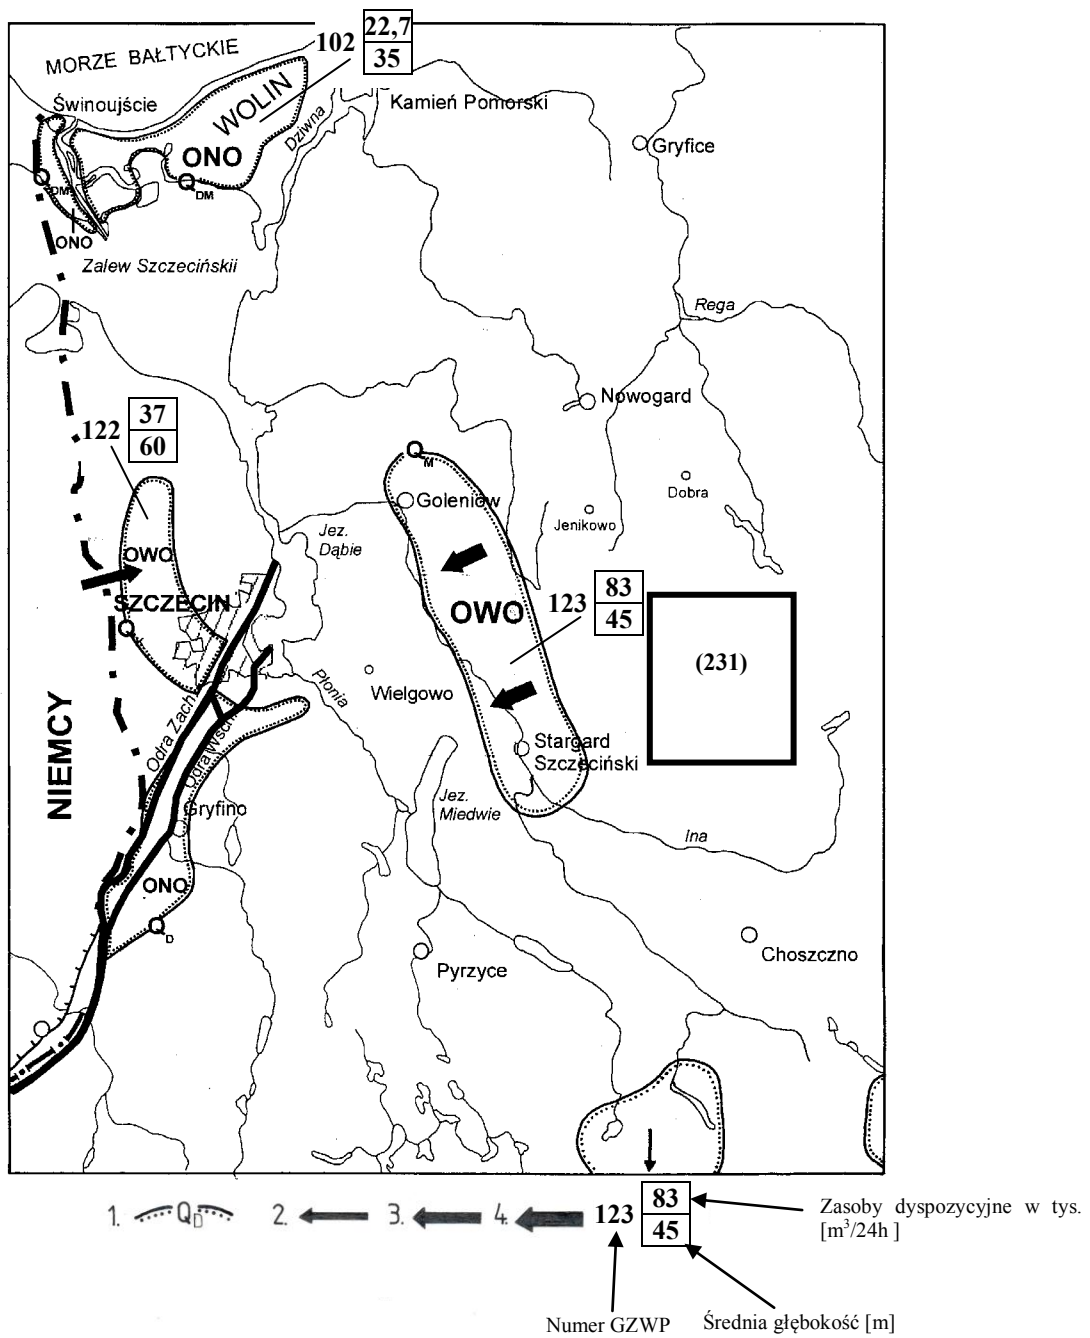 MORZE BAŁTYCKIE
102
22,7
35
Świnoujście
WOLIN
Dziwna
Kamień Pomorski
Gryfice
ONO
Q DM
Q DM
ONO
Zalew Szczecińskii
Rega
Nowogard
122
37
60
Q M
Goleniów
Dobra
Jenikowo
Jez.
Dąbie
OWO
SZCZECIN
Q
OWO
123
83
45
(231)
Płonia
Wielgowo
NIEMCY
Odra Zach
Odra Wsch
Stargard
Szczeciński
Jez.
Miedwie
Gryfino
Ina
ONO
Q D
Choszczno
Pyrzyce
1. Q D 2. 3. 4. 123
83
45
Zasoby dyspozycyjne w tys.
[m³/24h ]
Numer GZWP
Średnia głębokość [m]